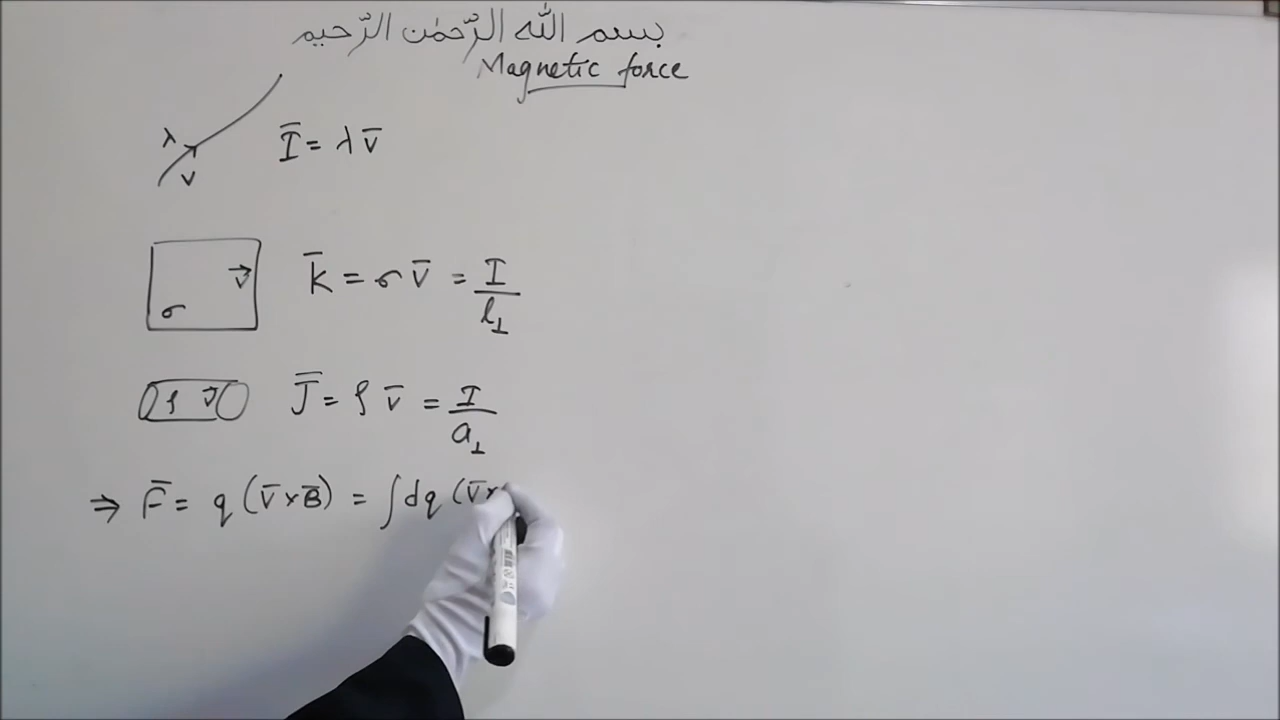 بسم الله الرّحمٰن الرّحيم
Magnetic force
λ
v
Ī = λ v̄
σ
v⃗
K̄ = σ v̄ = I / l⊥
ρ v⃗
J̄ = ρ v̄ = I / a⊥
⇒ F̄ = q (v̄ × B̄) = ∫ dq (v̄ ×